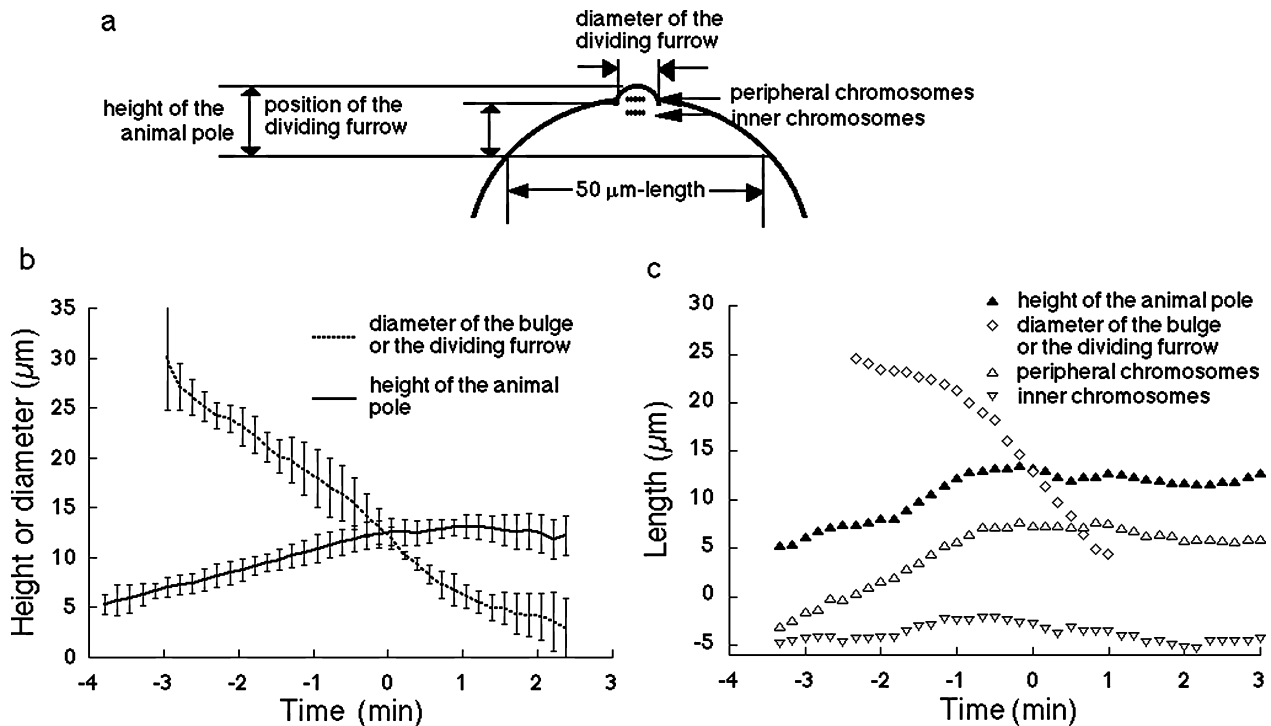 a
diameter of the
dividing furrow
height of the
animal pole
position of the
dividing furrow
peripheral chromosomes
inner chromosomes
50 μm-length
b
35
30
25
20
15
10
5
0
Height or diameter (μm)
diameter of the bulge
or the dividing furrow
height of the animal
pole
-4 -3 -2 -1 0 1 2 3
Time (min)
c
30
25
20
15
10
5
0
-5
Length (μm)
height of the animal pole
diameter of the bulge
or the dividing furrow
peripheral chromosomes
inner chromosomes
-4 -3 -2 -1 0 1 2 3
Time (min)